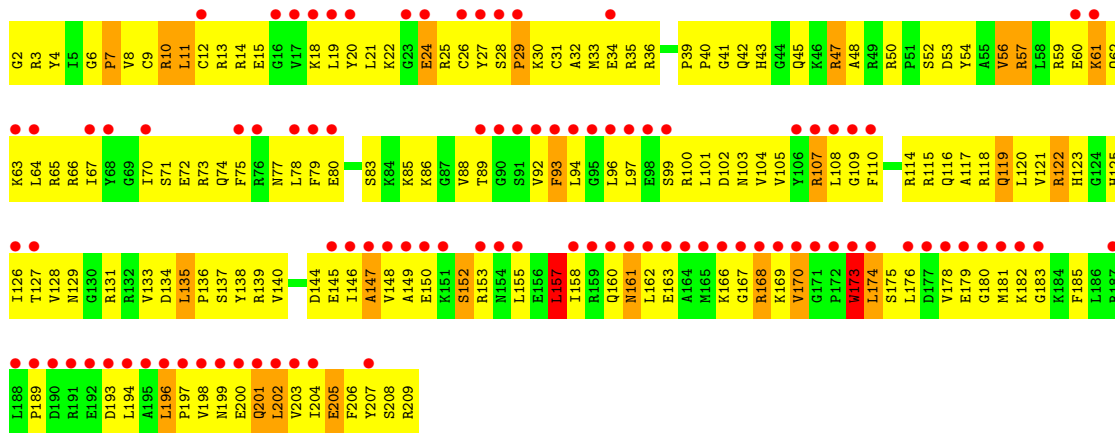 G2 R3 Y4 I5 G6 P7 V8 C9 R10 L11 C12 R13 R14 E15 G16 V17 K18 L19 Y20 L21 K22 G23 E24 R25 C26 Y27 S28 P29 K30 C31 A32 M33 E34 R35 R36 P39 P40 G41 Q42 H43 G44 Q45 K46 R47 A48 R49 R50 P51 S52 D53 Y54 A55 V56 R57 L58 R59 E60 K61 Q62
K63 L64 R65 R66 I67 Y68 G69 I70 S71 E72 R73 Q74 F75 R76 N77 L78 F79 E80 S83 K84 K85 K86 G87 V88 T89 G90 S91 V92 F93 L94 G95 L96 L97 E98 S99 R100 L101 D102 N103 V104 V105 Y106 R107 L108 G109 F110 R114 R115 Q116 A117 R118 Q119 L120 V121 R122 H123 G124 H125
I126 T127 V128 N129 G130 R131 R132 V133 D134 L135 P136 S137 Y138 R139 V140 D144 E145 I146 A147 V148 A149 E150 K151 S152 R153 N154 L155 E156 L157 I158 R159 Q160 N161 L162 E163 A164 M165 K166 G167 R168 K169 V170 G171 P172 W173 L174 S175 L176 D177 V178 E179 G180 M181 K182 G183 K184 F185 L186 R187
L188 P189 D190 R191 E192 D193 L194 A195 L196 P197 V198 N199 E200 Q201 L202 V203 I204 E205 F206 Y207 S208 R209